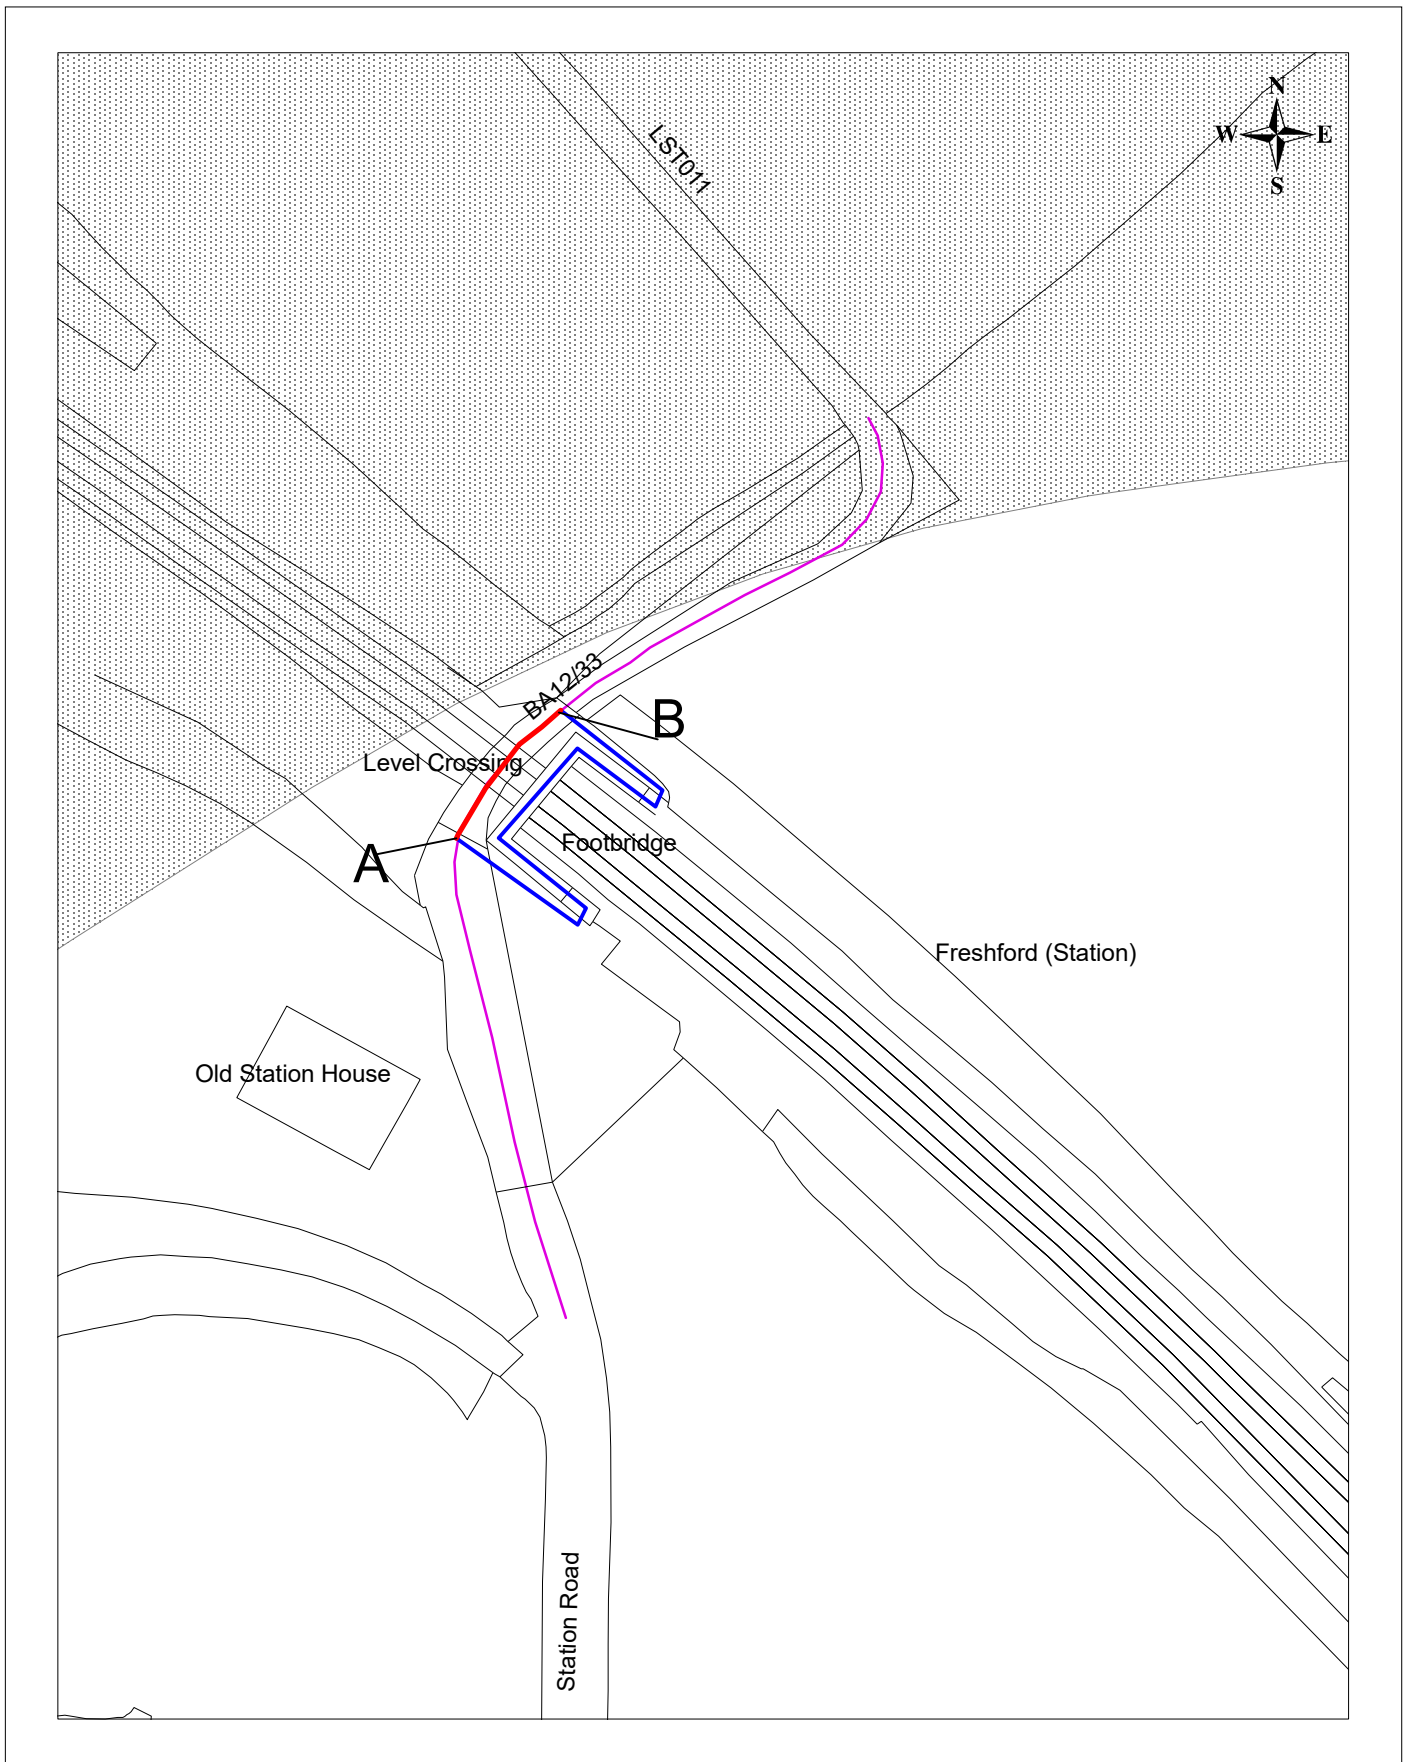 N
W E
S
LST011
BA12/33
B
Level Crossing
Footbridge
A
Freshford (Station)
Old Station House
Station Road